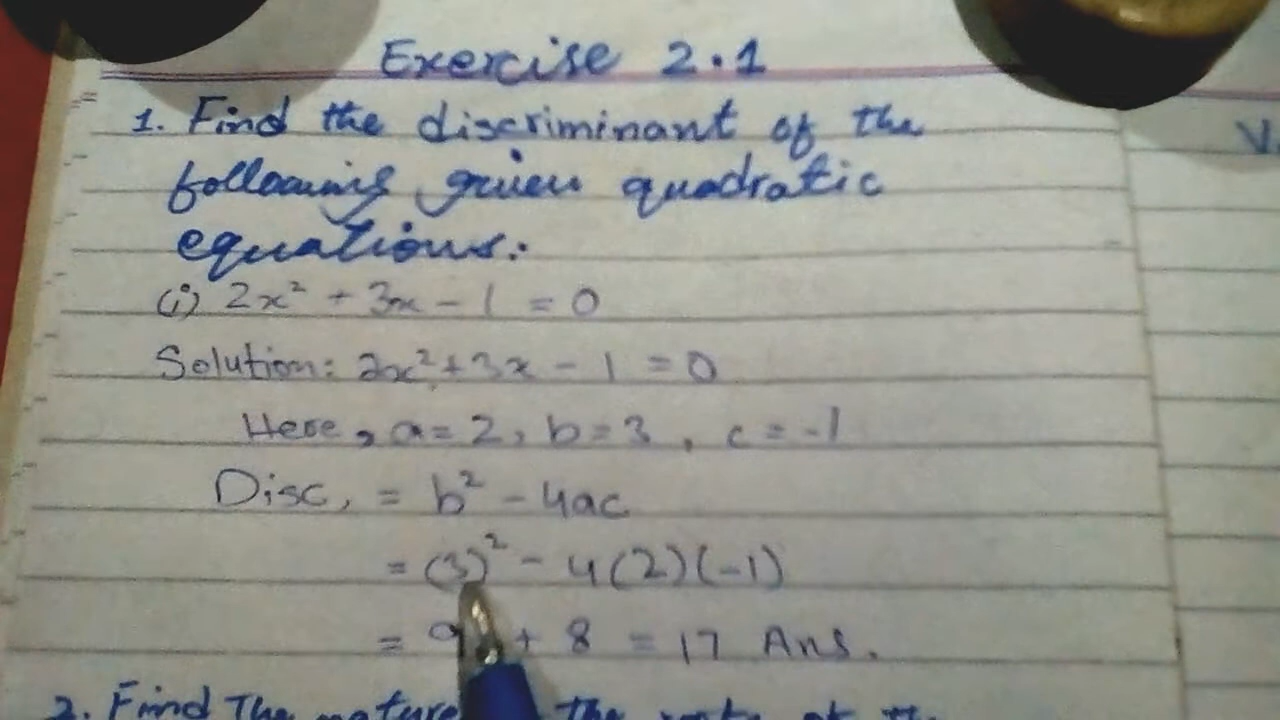 Exercise 2.1
1. Find the discriminant of the
following given quadratic
equations:
(i) 2x² + 3x - 1 = 0
Solution: 2x² + 3x - 1 = 0
Here, a = 2, b = 3, c = -1
Disc, = b² - 4ac
= (3)² - 4(2)(-1)
= 9 + 8 = 17 Ans.
2. Find The nature the
V.